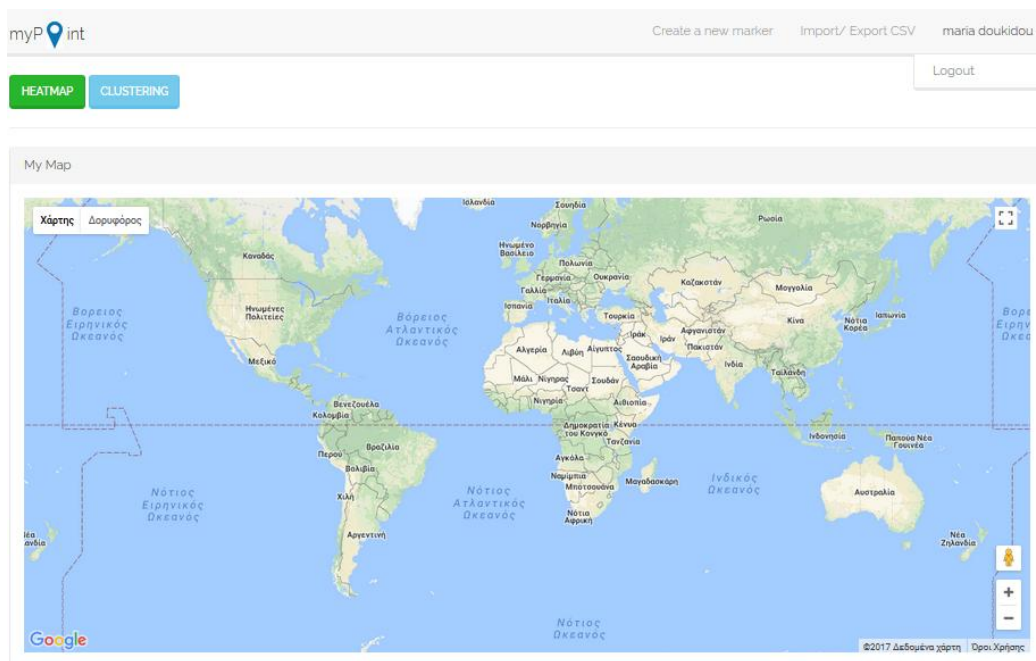 myP int
Create a new marker
Import/ Export CSV
maria doukidou
Logout
HEATMAP
CLUSTERING
My Map
Χάρτης
Δορυφόρος
Ισλανδία
Σουηδία
Νορβηγία
Ρωσία
Καναδάς
Ηνωμένο
Βασίλειο
Πολωνία
Γερμανία
Ουκρανία
Γαλλία
Καζακστάν
Μογγολία
Ισπανία
Ιταλία
Ηνωμένες
Πολιτείες
Βόρειος
Ειρηνικός
Ωκεανός
Βόρειος
Ατλαντικός
Ωκεανός
Τουρκία
Κίνα
Νότια
Κορέα
Ιαπωνία
Ιράκ
Ιράν
Αφγανιστάν
Πακιστάν
Αλγερία
Λιβύη
Αίγυπτος
Σαουδική
Αραβία
Ινδία
Ταϊλάνδη
Μεξικό
Μάλι
Νίγηρας
Τσαντ
Σουδάν
Νιγηρία
Αιθιοπία
Βενεζουέλα
Κολομβία
Δημοκρατία
του Κονγκό
Κένυα
Τανζανία
Ινδονησία
Παπούα Νέα
Γουινέα
Περού
Βραζιλία
Βολιβία
Αγκόλα
Ναμίμπια
Μποτσουάνα
Μαδαγασκάρη
Ινδικός
Ωκεανός
Αυστραλία
Νότιος
Ειρηνικός
Ωκεανός
Νότιος
Ατλαντικός
Ωκεανός
Χιλή
Νότια
Αφρική
Αργεντινή
Νέα
Ζηλανδία
Νότιος
Ωκεανός
Google
©2017 Δεδομένα χάρτη
Όροι Χρήσης